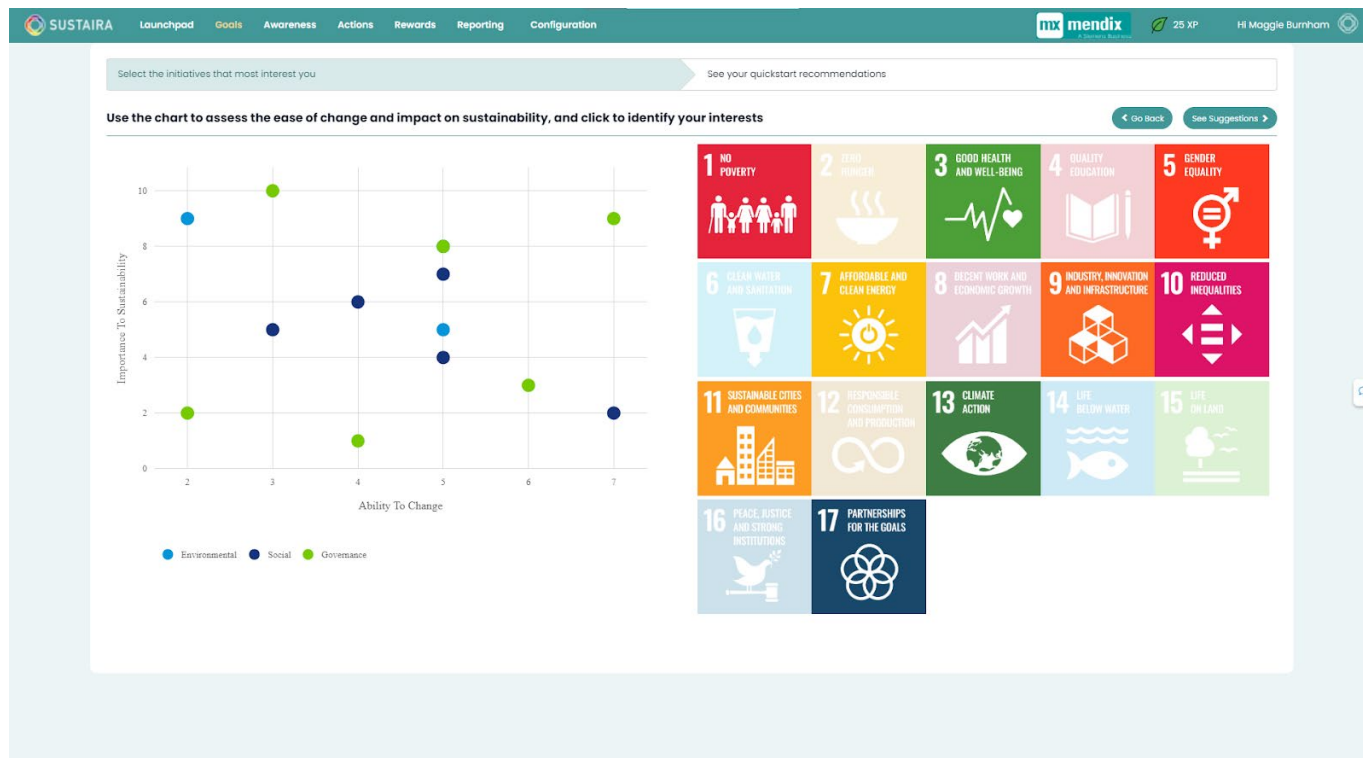 SUSTAIRA Launchpad Goals Awareness Actions Rewards Reporting Configuration mx mendix A Siemens Business 25 XP Hi Maggie Burnham
Select the initiatives that most interest you See your quickstart recommendations
Use the chart to assess the ease of change and impact on sustainability, and click to identify your interests
Go Back
See Suggestions
10
8
6
4
2
0
Importance To Sustainability
2 3 4 5 6 7
Ability To Change
Environmental Social Governance
1 NO
POVERTY
2 ZERO
HUNGER
3 GOOD HEALTH
AND WELL-BEING
4 QUALITY
EDUCATION
5 GENDER
EQUALITY
6 CLEAN WATER
AND SANITATION
7 AFFORDABLE AND
CLEAN ENERGY
8 DECENT WORK AND
ECONOMIC GROWTH
9 INDUSTRY, INNOVATION
AND INFRASTRUCTURE
10 REDUCED
INEQUALITIES
11 SUSTAINABLE CITIES
AND COMMUNITIES
12 RESPONSIBLE
CONSUMPTION
AND PRODUCTION
13 CLIMATE
ACTION
14 LIFE
BELOW WATER
15 LIFE
ON LAND
16 PEACE, JUSTICE
AND STRONG
INSTITUTIONS
17 PARTNERSHIPS
FOR THE GOALS